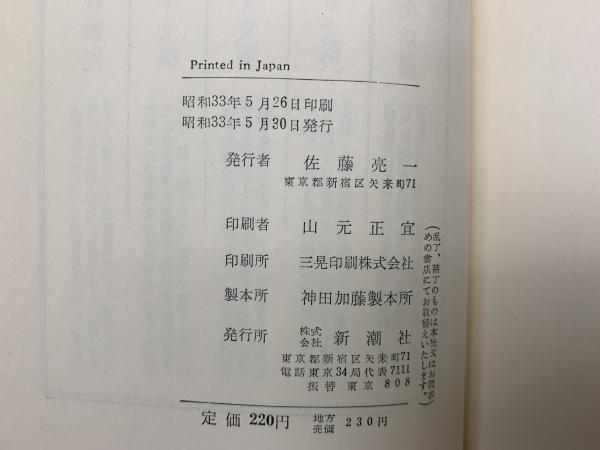 Printed in Japan
昭和33年5月26日印刷
昭和33年5月30日発行
発行者 佐藤亮一
東京都新宿区矢来町71
印刷者 山元正宜
印刷所 三晃印刷株式会社
製本所 神田加藤製本所
発行所 株式会社 新潮社
東京都新宿区矢来町71
電話東京34局代表7111
振替東京808
定価220円 地方売価230円
(乱丁、落丁のものは本社又はお買求
めの書店にてお取替えいたします。)